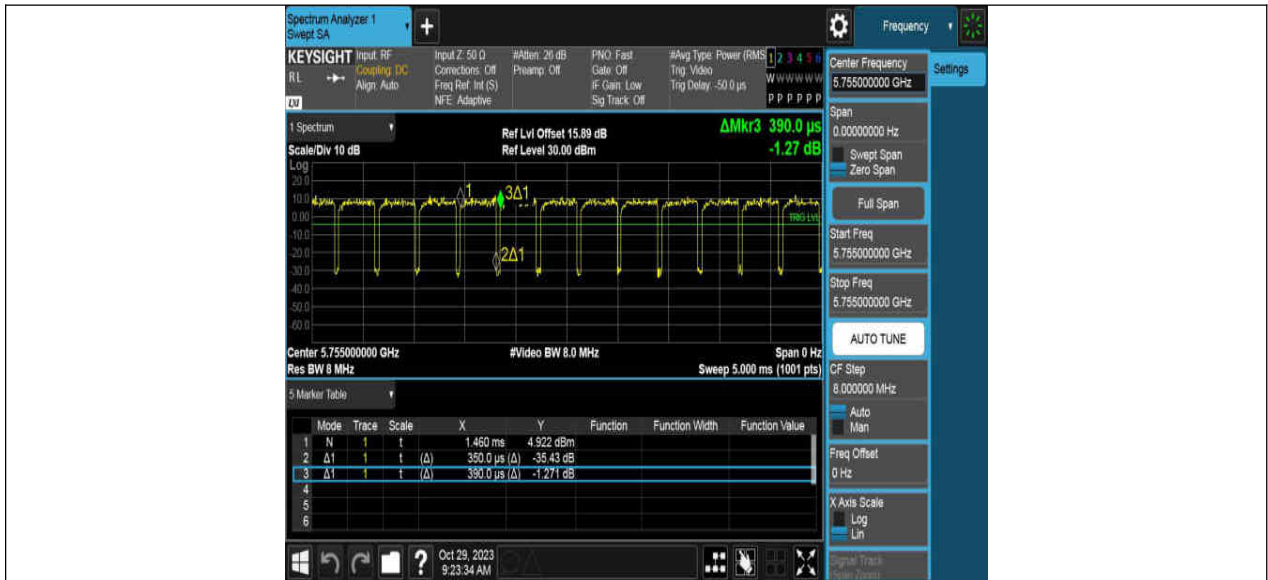 Spectrum Analyzer 1
Swept SA
+
Frequency
KEYSIGHT Input: RF
RL
Coupling: DC
Align: Auto
LXI
Input Z: 50 Ω
Corrections: Off
Freq Ref: Int (S)
NFE: Adaptive
#Atten: 26 dB
Preamp: Off
PNO: Fast
Gate: Off
IF Gain: Low
Sig Track: Off
#Avg Type: Power (RMS
Trig: Video
Trig Delay: -50.0 µs
1 2 3 4 5 6
W W W W W W
P P P P P P
1 Spectrum
Scale/Div 10 dB
Ref Lvl Offset 15.89 dB
Ref Level 30.00 dBm
ΔMkr3 390.0 µs
-1.27 dB
Log
20.0
10.0
0.00
-10.0
-20.0
-30.0
-40.0
-50.0
-60.0
1
3Δ1
2Δ1
TRIG LVL
Center 5.755000000 GHz
#Video BW 8.0 MHz
Span 0 Hz
Res BW 8 MHz
Sweep 5.000 ms (1001 pts)
5 Marker Table
Mode Trace Scale X Y Function Function Width Function Value
1 N 1 t 1.460 ms 4.922 dBm
2 Δ1 1 t (Δ) 350.0 µs (Δ) -35.43 dB
3 Δ1 1 t (Δ) 390.0 µs (Δ) -1.271 dB
4
5
6
?
Oct 29, 2023
9:23:34 AM
Center Frequency
5.755000000 GHz
Settings
Span
0.00000000 Hz
Swept Span
Zero Span
Full Span
Start Freq
5.755000000 GHz
Stop Freq
5.755000000 GHz
AUTO TUNE
CF Step
8.000000 MHz
Auto
Man
Freq Offset
0 Hz
X Axis Scale
Log
Lin
Signal Track
(Span Zoom)